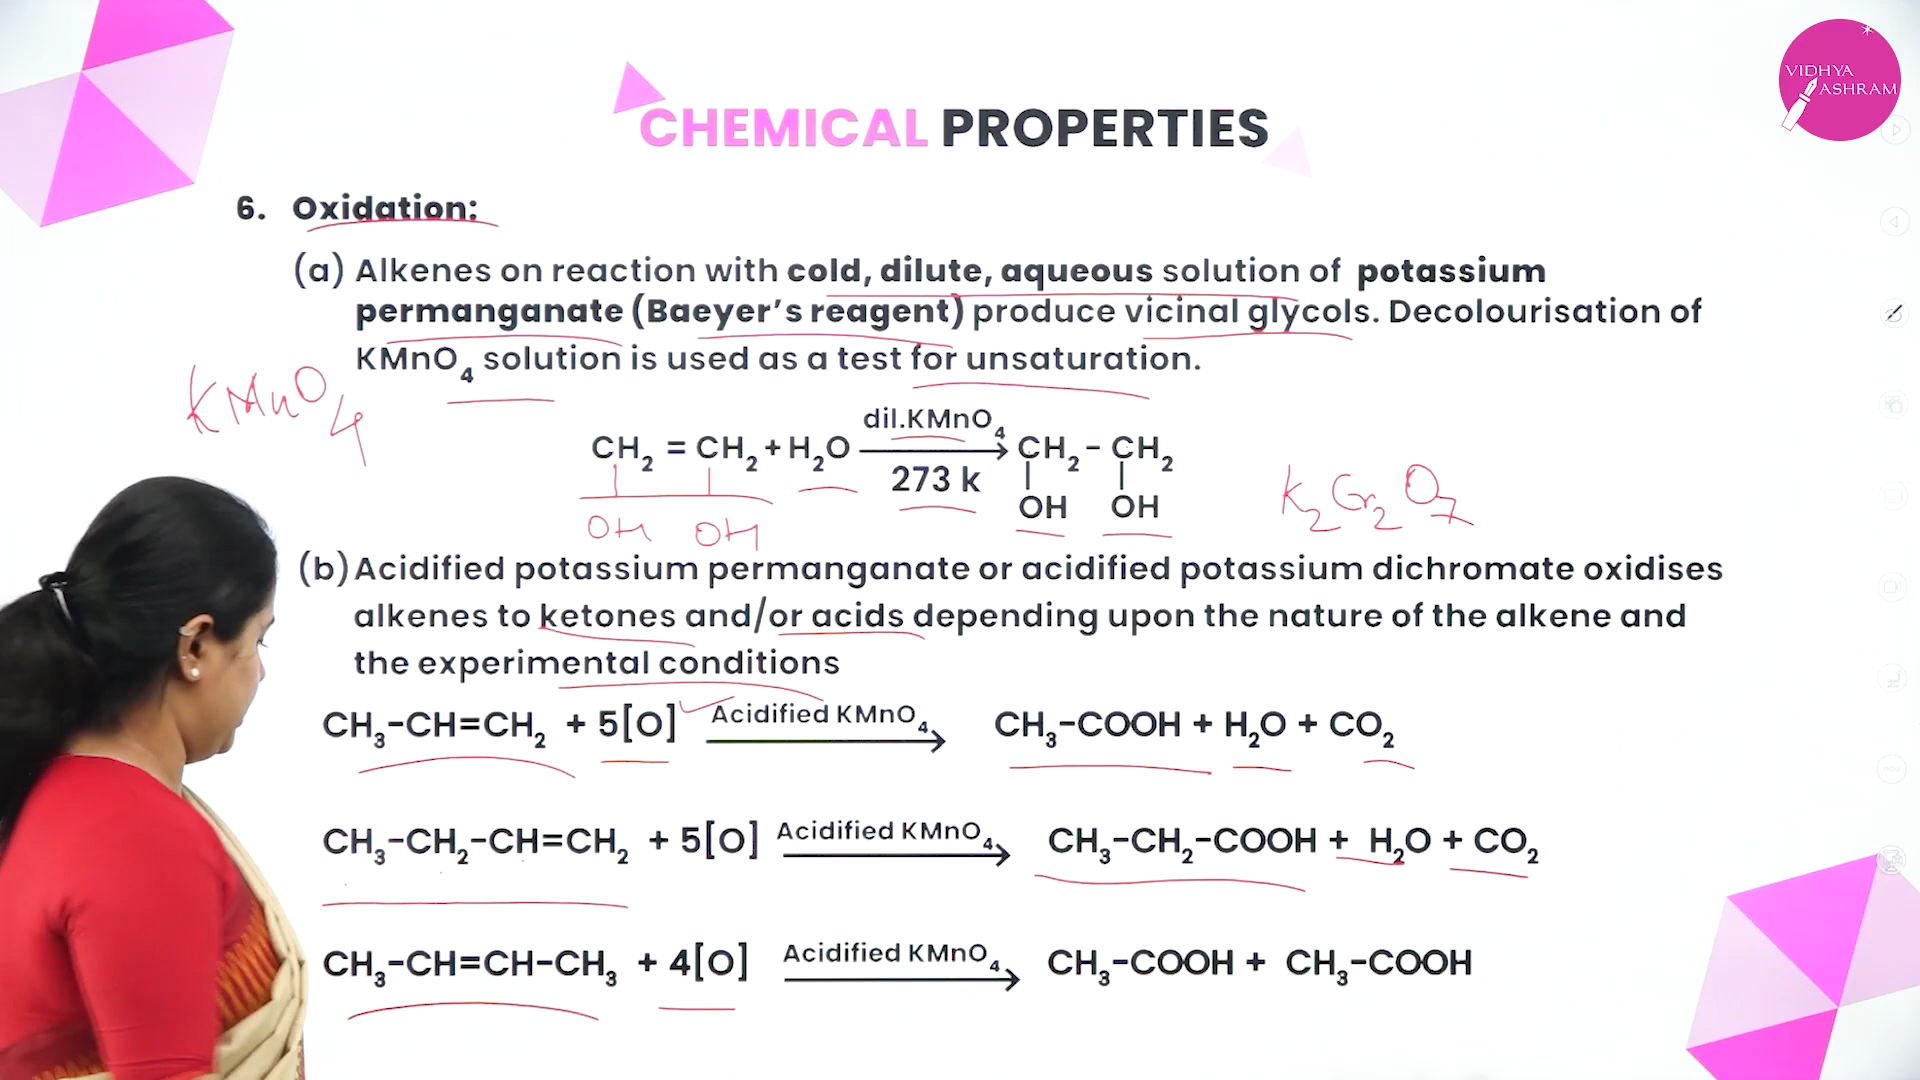 VIDHYA
ASHRAM
CHEMICAL PROPERTIES
6. Oxidation:
(a) Alkenes on reaction with cold, dilute, aqueous solution of potassium
permanganate (Baeyer's reagent) produce vicinal glycols. Decolourisation of
KMnO₄ solution is used as a test for unsaturation.
KMnO₄
dil.KMnO₄
CH₂ = CH₂ + H₂O ⟶ CH₂ - CH₂
273 k
OH OH
OH OH
K₂Cr₂O₇
(b) Acidified potassium permanganate or acidified potassium dichromate oxidises
alkenes to ketones and/or acids depending upon the nature of the alkene and
the experimental conditions
CH₃-CH=CH₂ + 5[O] Acidified KMnO₄ ⟶ CH₃-COOH + H₂O + CO₂
CH₃-CH₂-CH=CH₂ + 5[O] Acidified KMnO₄ ⟶ CH₃-CH₂-COOH + H₂O + CO₂
CH₃-CH=CH-CH₃ + 4[O] Acidified KMnO₄ ⟶ CH₃-COOH + CH₃-COOH